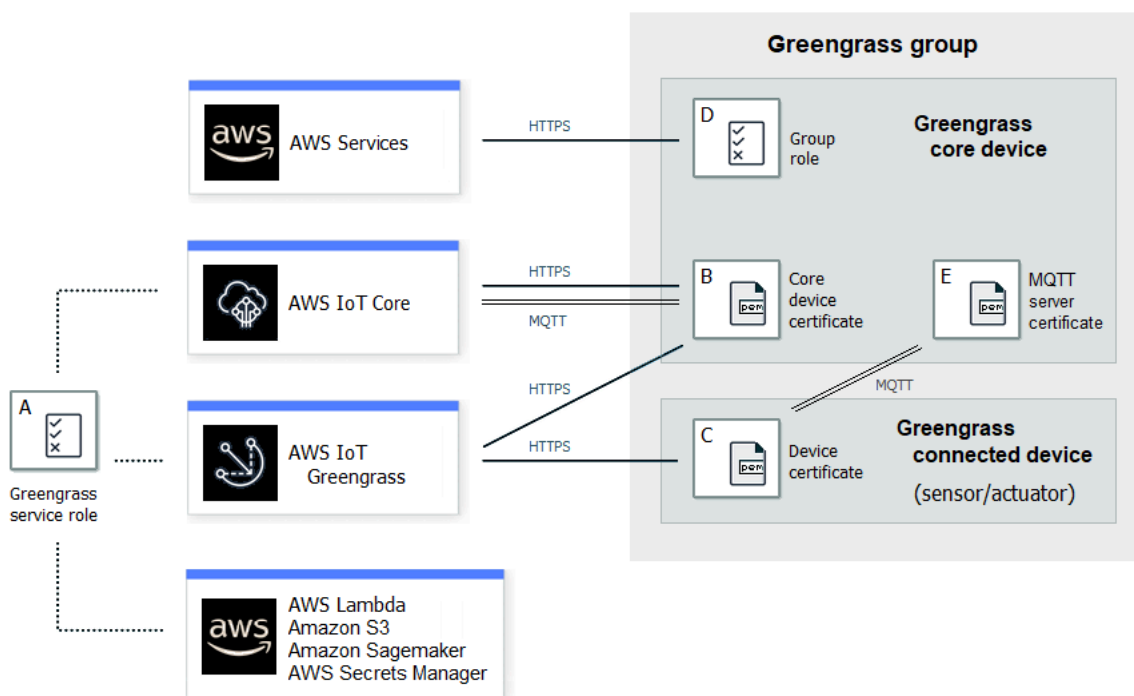 Greengrass group
aws
AWS Services
HTTPS
D
Group
role
Greengrass
core device
AWS IoT Core
HTTPS
MQTT
B
pem
Core
device
certificate
E
pem
MQTT
server
certificate
HTTPS
MQTT
A
Greengrass
service role
AWS IoT
Greengrass
HTTPS
C
pem
Device
certificate
Greengrass
connected device
(sensor/actuator)
aws
AWS Lambda
Amazon S3
Amazon Sagemaker
AWS Secrets Manager